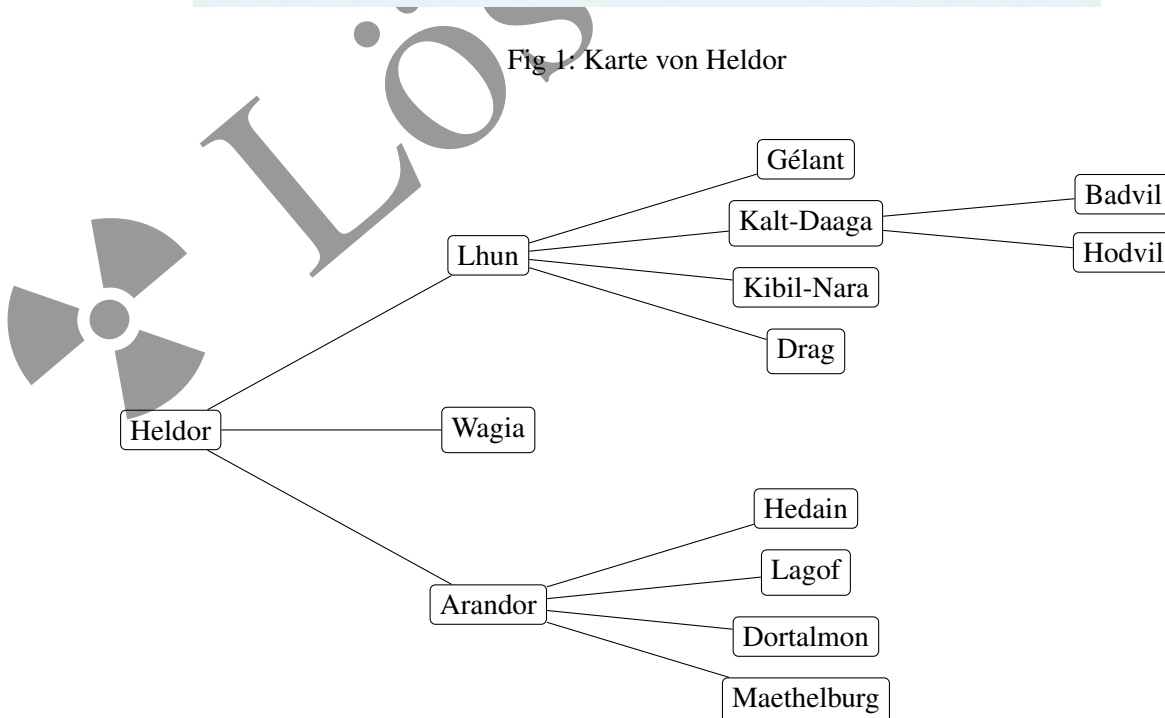 Lös
Fig 1: Karte von Heldor
Gélant
Badvil
Kalt-Daaga
Lhun
Hodvil
Kibil-Nara
Drag
Heldor
Wagia
Hedain
Lagof
Arandor
Dortalmon
Maethelburg